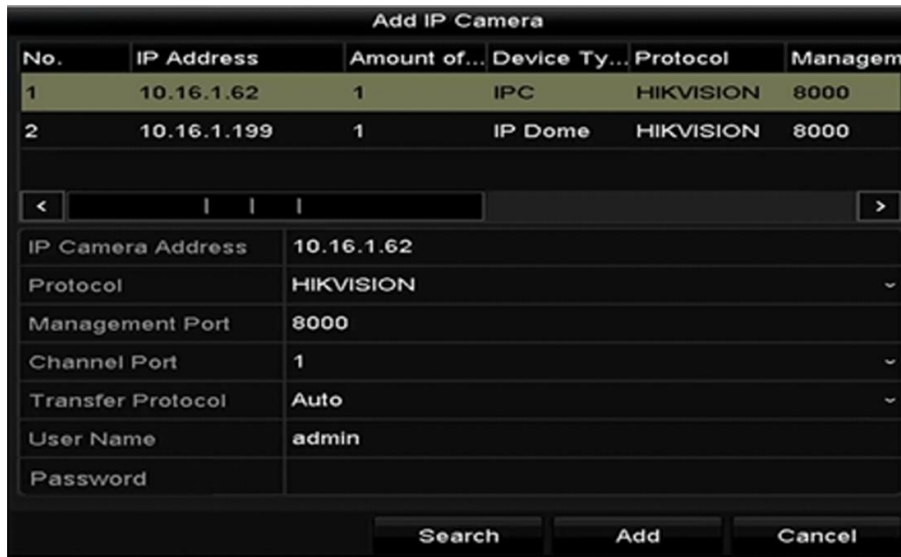 Add IP Camera
No. IP Address Amount of... Device Ty... Protocol Managem
1 10.16.1.62 1 IPC HIKVISION 8000
2 10.16.1.199 1 IP Dome HIKVISION 8000
IP Camera Address 10.16.1.62
Protocol HIKVISION
Management Port 8000
Channel Port 1
Transfer Protocol Auto
User Name admin
Password
Search Add Cancel